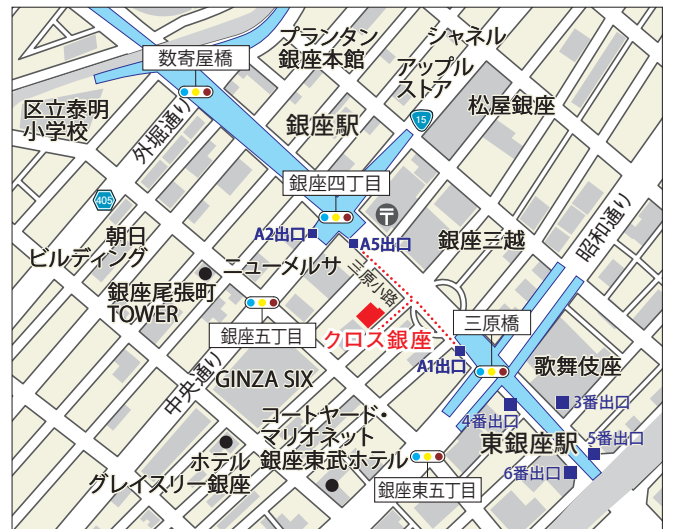 数寄屋橋
プランタン
銀座本館
シャネル
アップル
ストア
松屋銀座
区立泰明
小学校
外堀通り
銀座駅
15
銀座四丁目
405
A2出口
A5出口
銀座三越
昭和通り
朝日
ビルディング
ニューメルサ
三原小路
銀座尾張町
TOWER
銀座五丁目
クロス銀座
三原橋
A1出口
歌舞伎座
中央通り
GINZA SIX
3番出口
4番出口
コートヤード・
マリオネット
銀座東武ホテル
東銀座駅
5番出口
6番出口
ホテル
グレイスリー銀座
銀座東五丁目